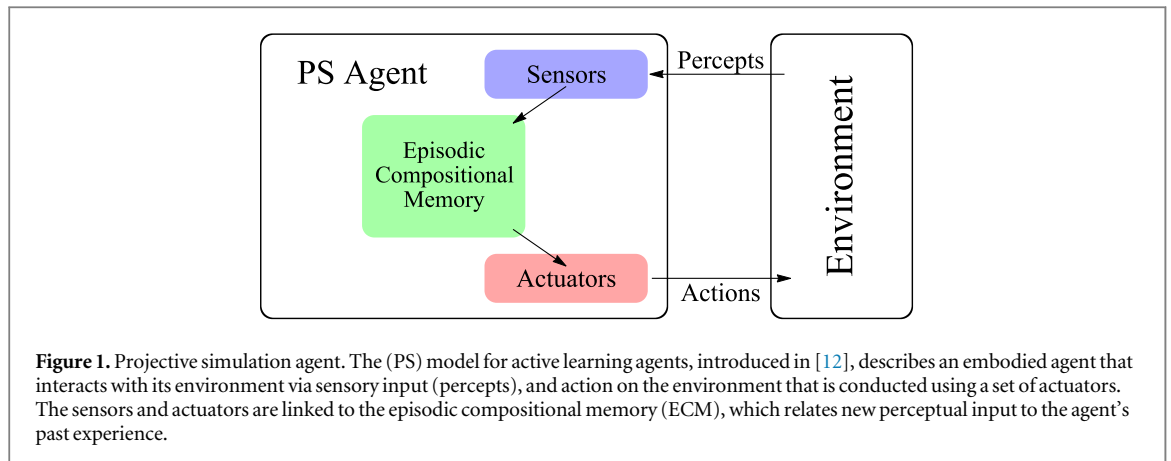 PS Agent
Sensors
Percepts
Episodic
Compositional
Memory
Actuators
Actions
Environment
Figure 1. Projective simulation agent. The (PS) model for active learning agents, introduced in [12], describes an embodied agent that
interacts with its environment via sensory input (percepts), and action on the environment that is conducted using a set of actuators.
The sensors and actuators are linked to the episodic compositional memory (ECM), which relates new perceptual input to the agent's
past experience.